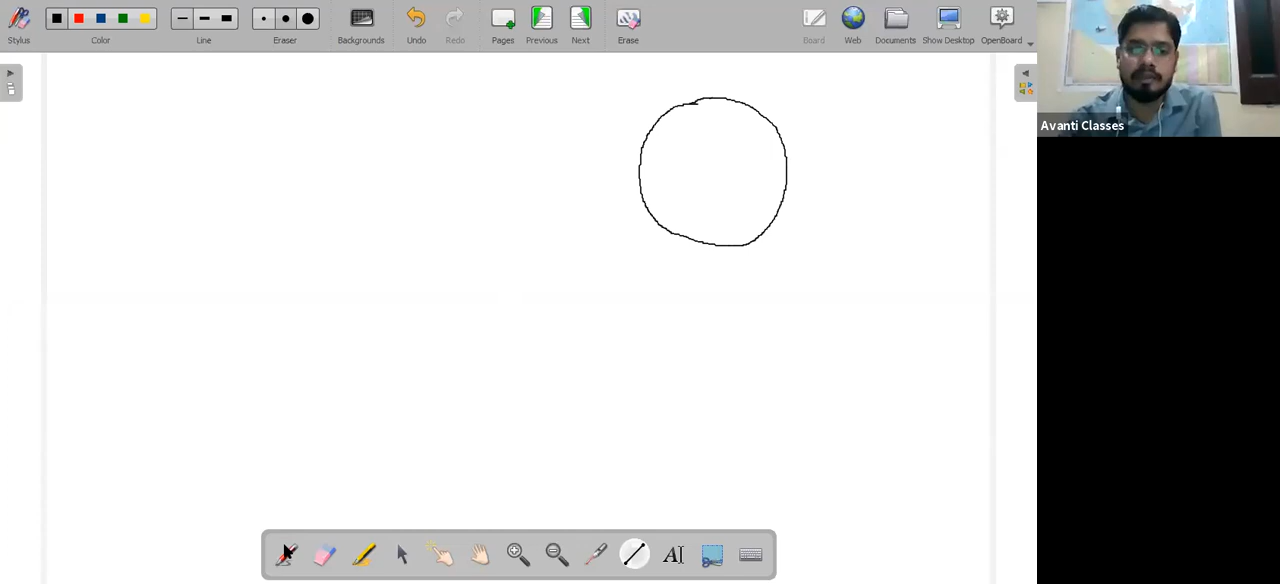 Stylus Color Line Eraser Backgrounds Undo Redo Pages Previous Next Erase Board Web Documents Show Desktop OpenBoard
Avanti Classes
A